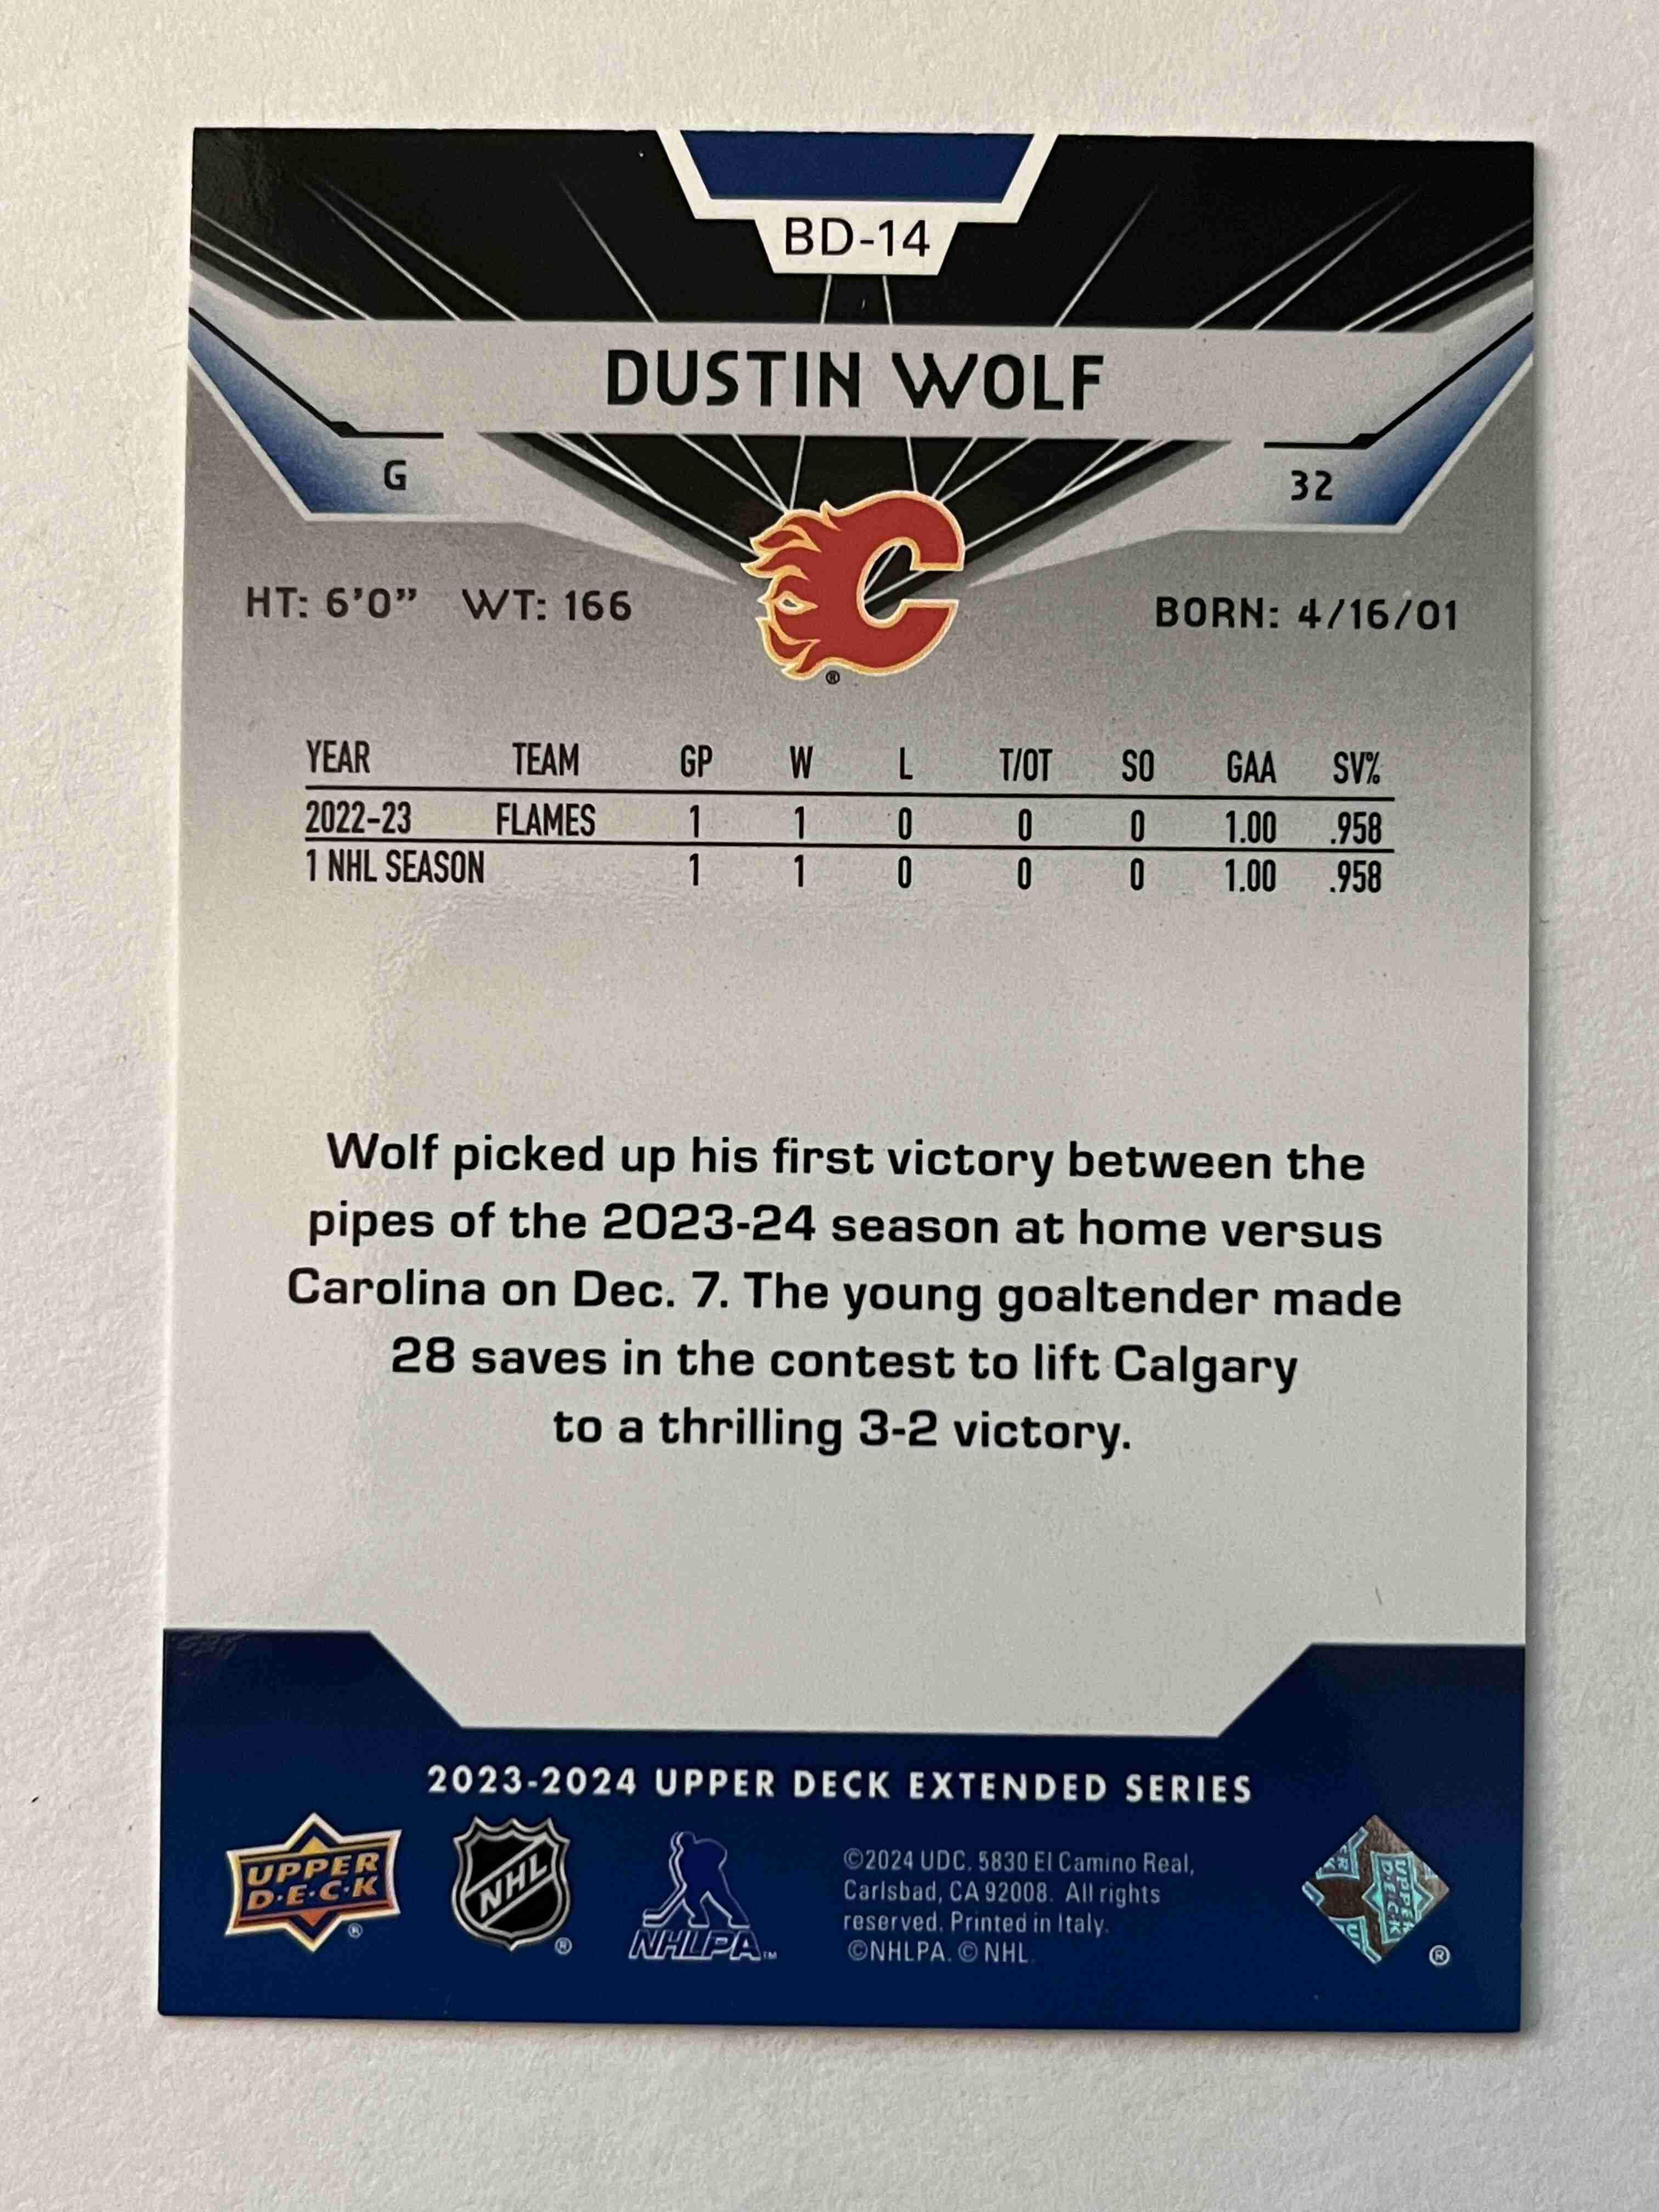 BD-14
DUSTIN WOLF
G
32
HT: 6'0” WT: 166
BORN: 4/16/01
®
YEAR TEAM GP W L T/OT SO GAA SV%
2022-23 FLAMES 1 1 0 0 0 1.00 .958
1 NHL SEASON 1 1 0 0 0 1.00 .958
Wolf picked up his first victory between the
pipes of the 2023-24 season at home versus
Carolina on Dec. 7. The young goaltender made
28 saves in the contest to lift Calgary
to a thrilling 3-2 victory.
2023-2024 UPPER DECK EXTENDED SERIES
UPPER
D·E·C·K
®
NHL
®
NHLPA™
©2024 UDC. 5830 El Camino Real,
Carlsbad, CA 92008. All rights
reserved. Printed in Italy.
©NHLPA. © NHL.
UPPER
DECK
®